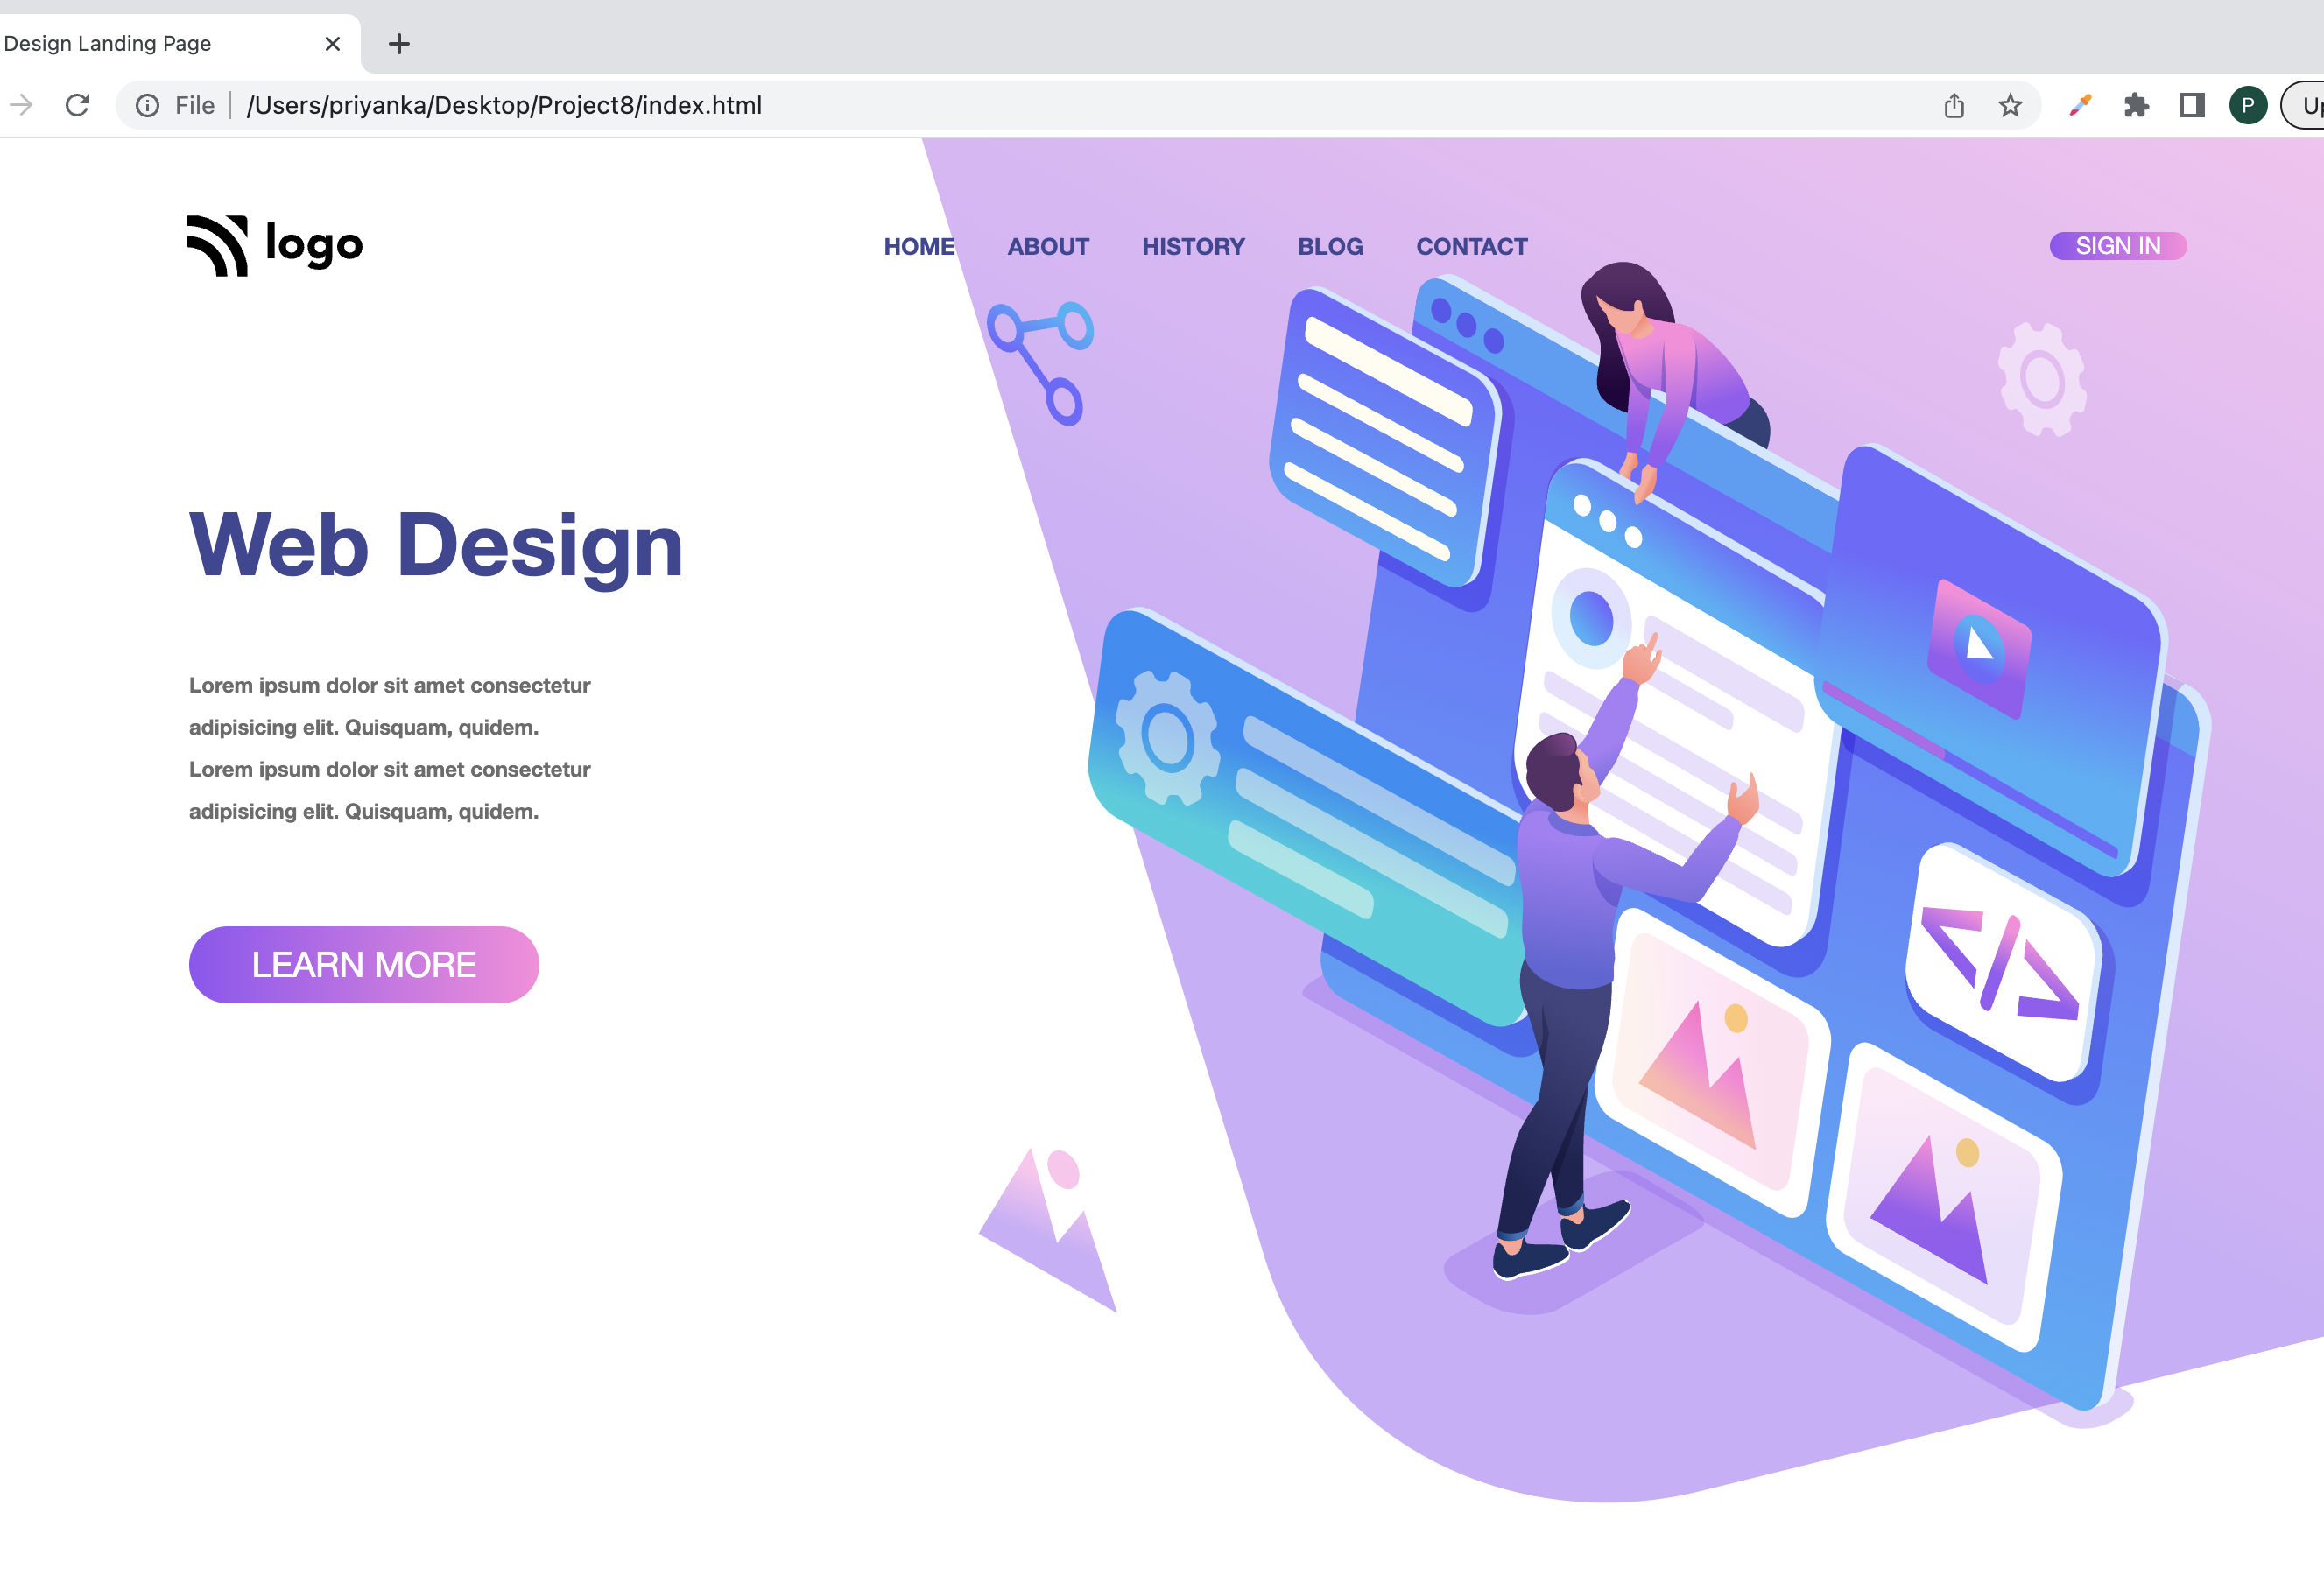 Design Landing Page
File /Users/priyanka/Desktop/Project8/index.html
P
Up
logo
HOME ABOUT HISTORY BLOG CONTACT
SIGN IN
Web Design
Lorem ipsum dolor sit amet consectetur
adipisicing elit. Quisquam, quidem.
Lorem ipsum dolor sit amet consectetur
adipisicing elit. Quisquam, quidem.
LEARN MORE
</>